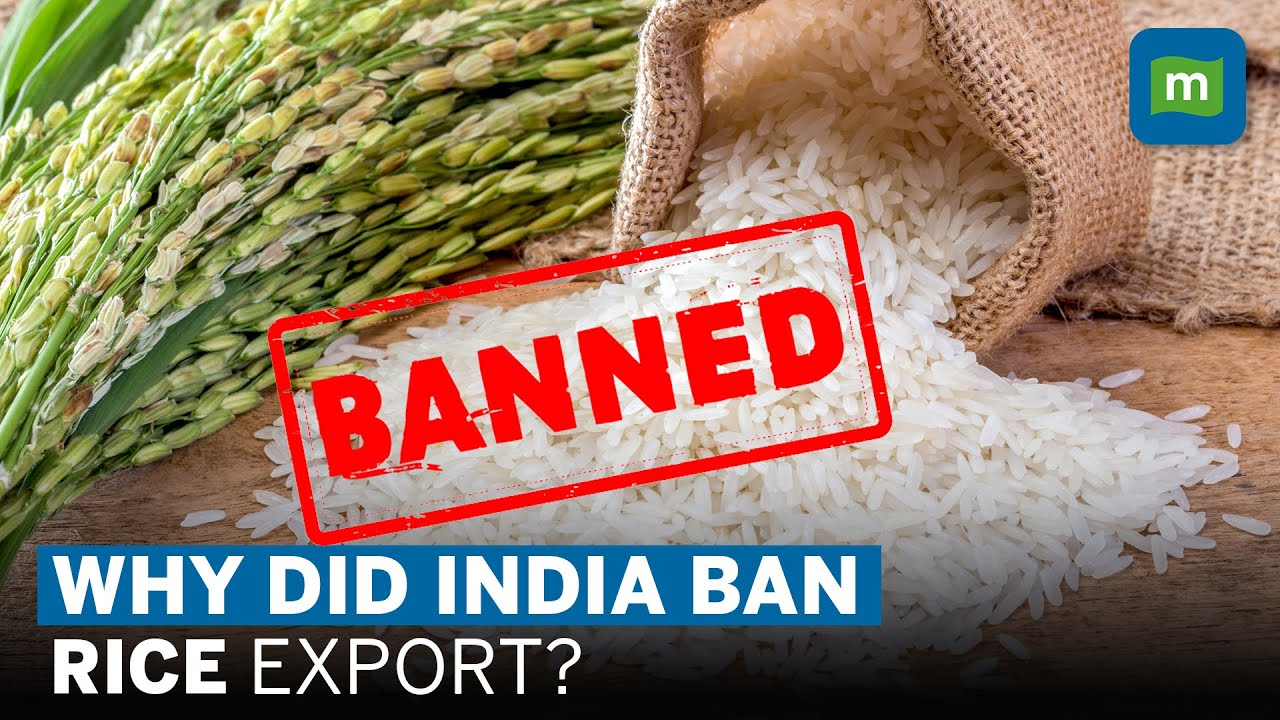 m
BANNED
WHY DID INDIA BAN
RICE EXPORT?